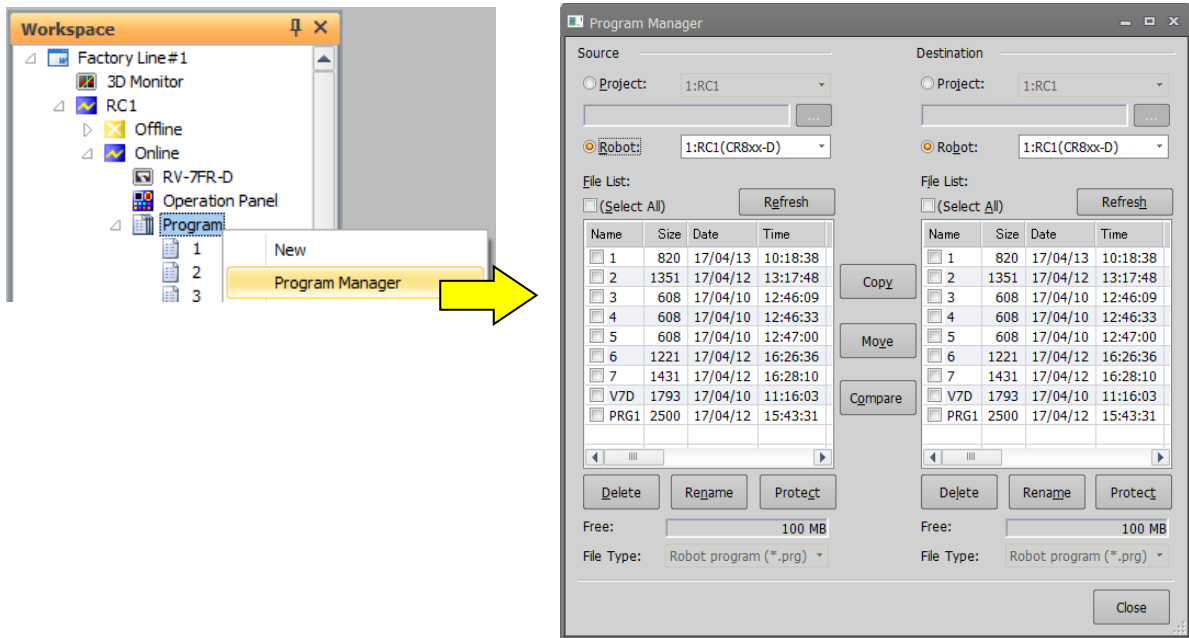 Workspace
Factory Line#1
3D Monitor
RC1
Offline
Online
RV-7FR-D
Operation Panel
Program
1
2
3
New
Program Manager
Program Manager
Source
Project: 1:RC1
...
Robot: 1:RC1(CR8xx-D)
File List:
(Select All) Refresh
Name Size Date Time
1 820 17/04/13 10:18:38
2 1351 17/04/12 13:17:48
3 608 17/04/10 12:46:09
4 608 17/04/10 12:46:33
5 608 17/04/10 12:47:00
6 1221 17/04/12 16:26:36
7 1431 17/04/12 16:28:10
V7D 1793 17/04/10 11:16:03
PRG1 2500 17/04/12 15:43:31
Delete Rename Protect
Free: 100 MB
File Type: Robot program (*.prg)
Copy
Move
Compare
Destination
Project: 1:RC1
...
Robot: 1:RC1(CR8xx-D)
File List:
(Select All) Refresh
Name Size Date Time
1 820 17/04/13 10:18:38
2 1351 17/04/12 13:17:48
3 608 17/04/10 12:46:09
4 608 17/04/10 12:46:33
5 608 17/04/10 12:47:00
6 1221 17/04/12 16:26:36
7 1431 17/04/12 16:28:10
V7D 1793 17/04/10 11:16:03
PRG1 2500 17/04/12 15:43:31
Delete Rename Protect
Free: 100 MB
File Type: Robot program (*.prg)
Close